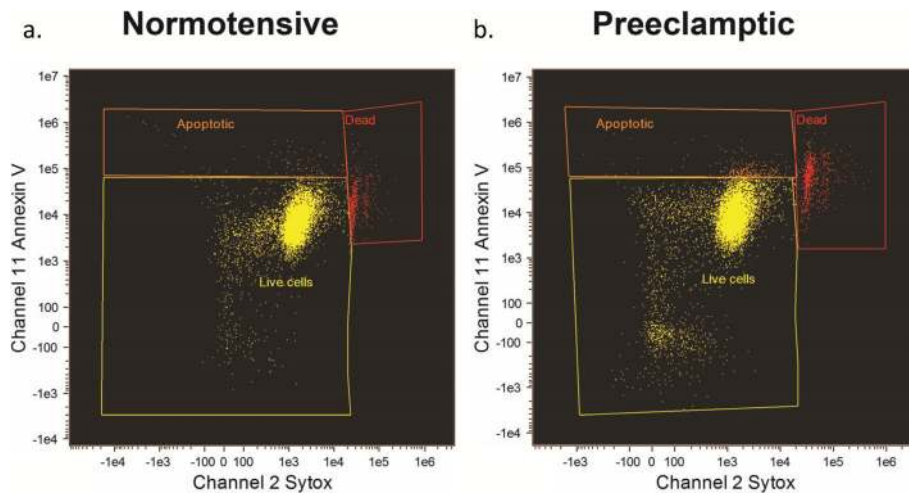 a. Normotensive
1e7
1e6
1e5
1e4
1e3
100
0
-100
-1e3
-1e4
Channel 11 Annexin V
Apoptotic
Dead
Live cells
-1e4 -1e3 -100 0 100 1e3 1e4 1e5 1e6
Channel 2 Sytox
b. Preeclamptic
1e7
1e6
1e5
1e4
1e3
100
0
-100
-1e3
-1e4
Channel 11 Annexin V
Apoptotic
Dead
Live cells
-1e3 -100 0 100 1e3 1e4 1e5 1e6
Channel 2 Sytox